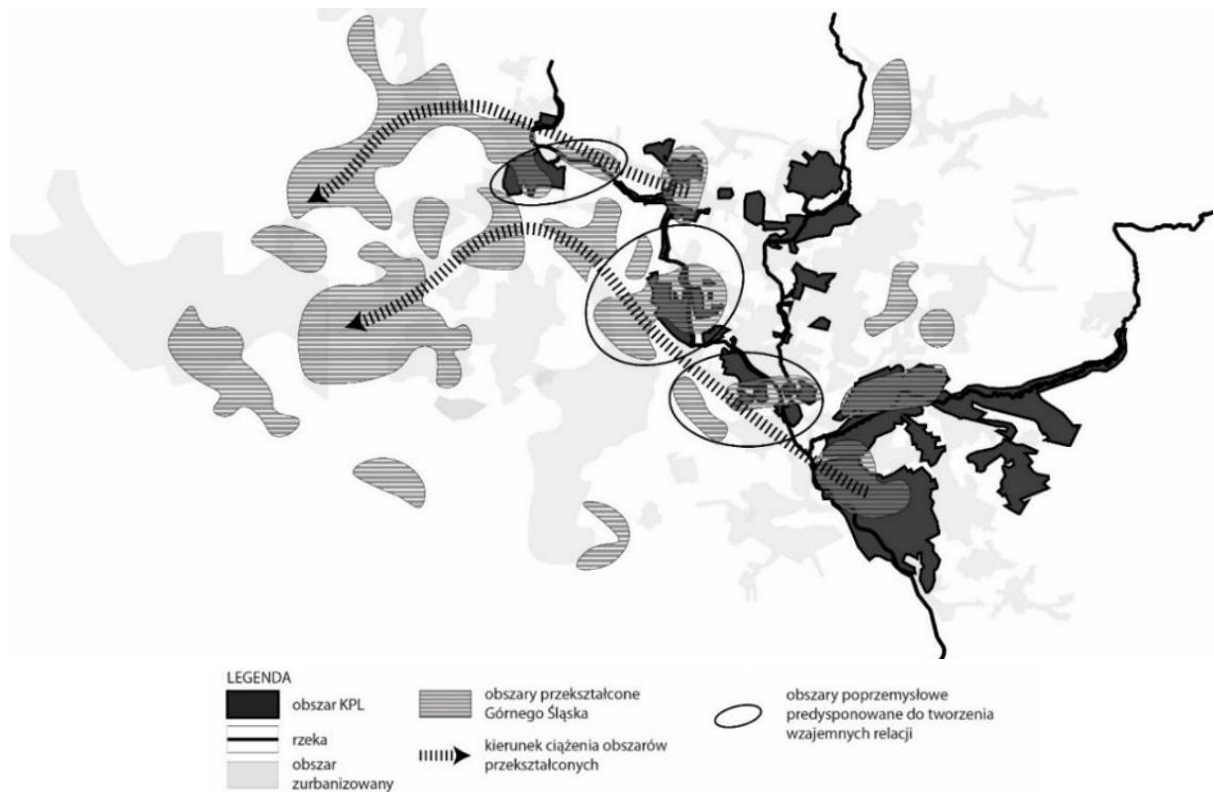 LEGENDA
obszar KPL
rzeka
obszar
zurbanizowany
obszary przekształcone
Górnego Śląska
kierunek ciążenia obszarów
przekształconych
obszary poprzemysłowe
predysponowane do tworzenia
wzajemnych relacji